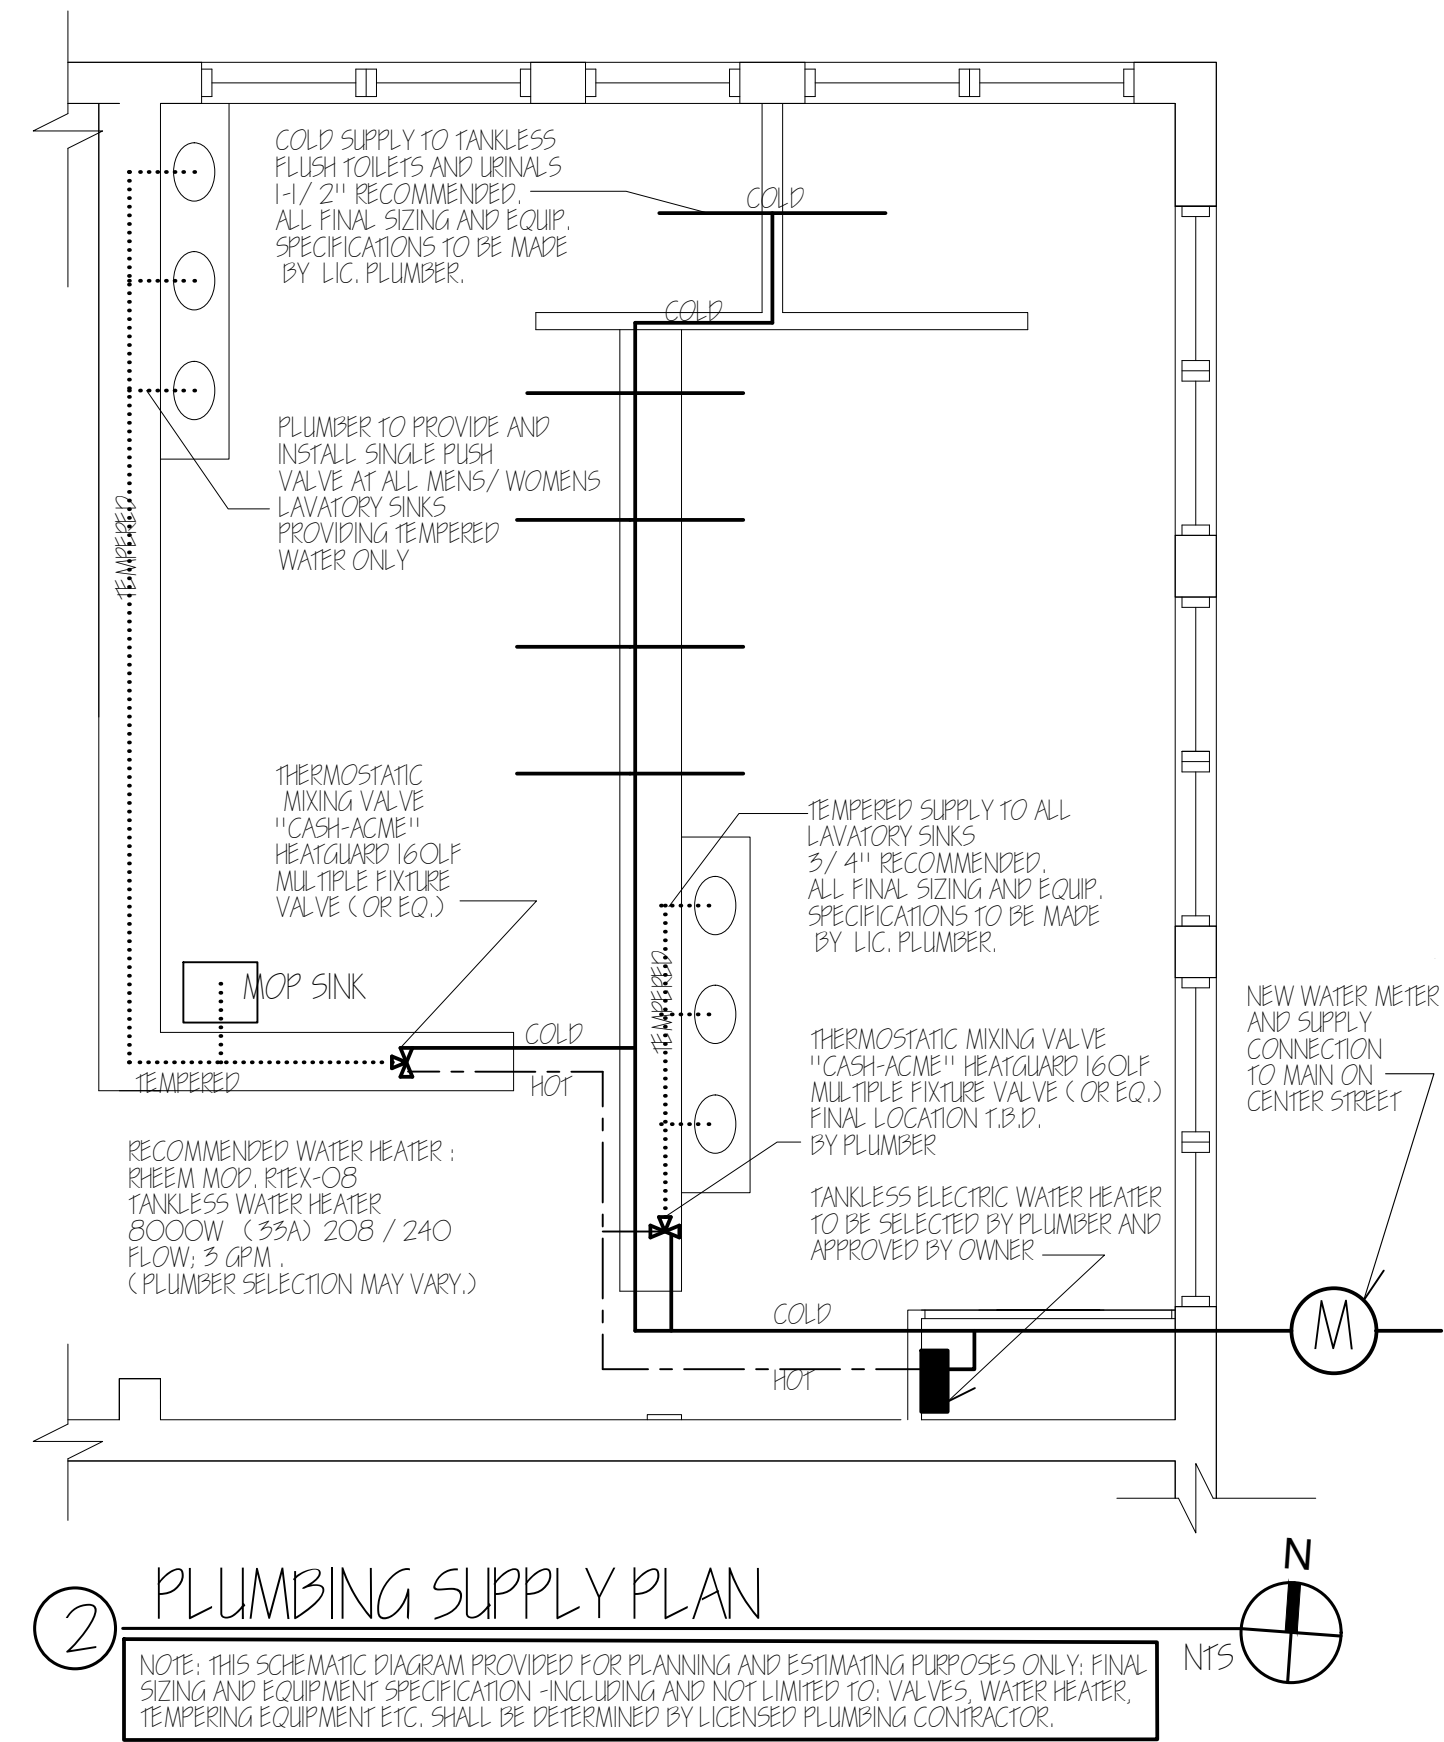 COLD SUPPLY TO TANKLESS
FLUSH TOILETS AND URINALS
1-1/2" RECOMMENDED.
ALL FINAL SIZING AND EQUIP.
SPECIFICATIONS TO BE MADE
BY LIC. PLUMBER.
COLD
COLD
PLUMBER TO PROVIDE AND
INSTALL SINGLE PUSH
VALVE AT ALL MENS/WOMENS
LAVATORY SINKS
PROVIDING TEMPERED
WATER ONLY
TEMPERED
THERMOSTATIC
MIXING VALVE
"CASH-ACME"
HEATGUARD 160LF
MULTIPLE FIXTURE
VALVE (OR EQ.)
TEMPERED SUPPLY TO ALL
LAVATORY SINKS
3/4" RECOMMENDED.
ALL FINAL SIZING AND EQUIP.
SPECIFICATIONS TO BE MADE
BY LIC. PLUMBER.
MOP SINK
TEMPERED
COLD
HOT
TEMPERED
NEW WATER METER
AND SUPPLY
CONNECTION
TO MAIN ON
CENTER STREET
THERMOSTATIC MIXING VALVE
"CASH-ACME" HEATGUARD 160LF
MULTIPLE FIXTURE VALVE (OR EQ.)
FINAL LOCATION T.B.D.
BY PLUMBER
RECOMMENDED WATER HEATER :
RHEEM MOD. RTEX-08
TANKLESS WATER HEATER
8000W (33A) 208 / 240
FLOW; 3 GPM .
(PLUMBER SELECTION MAY VARY.)
TANKLESS ELECTRIC WATER HEATER
TO BE SELECTED BY PLUMBER AND
APPROVED BY OWNER
COLD
M
HOT
N
2
PLUMBING SUPPLY PLAN
NTS
NOTE: THIS SCHEMATIC DIAGRAM PROVIDED FOR PLANNING AND ESTIMATING PURPOSES ONLY: FINAL
SIZING AND EQUIPMENT SPECIFICATION -INCLUDING AND NOT LIMITED TO: VALVES, WATER HEATER,
TEMPERING EQUIPMENT ETC. SHALL BE DETERMINED BY LICENSED PLUMBING CONTRACTOR.